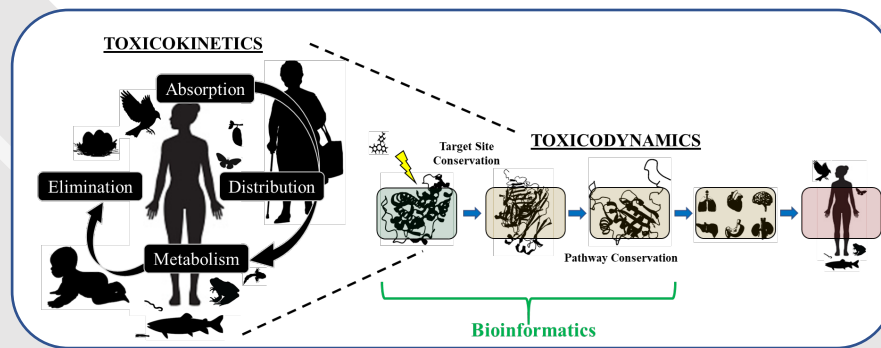 TOXICOKINETICS
Absorption
Elimination
Distribution
Metabolism
TOXICODYNAMICS
Target Site
Conservation
Pathway Conservation
Bioinformatics